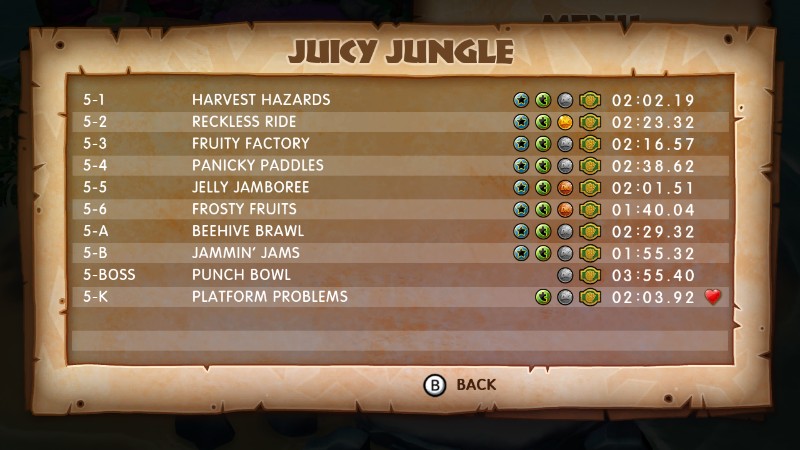 MENU
JUICY JUNGLE
5-1 HARVEST HAZARDS 02:02.19
5-2 RECKLESS RIDE 02:23.32
5-3 FRUITY FACTORY 02:16.57
5-4 PANICKY PADDLES 02:38.62
5-5 JELLY JAMBOREE 02:01.51
5-6 FROSTY FRUITS 01:40.04
5-A BEEHIVE BRAWL 02:29.32
5-B JAMMIN' JAMS 01:55.32
5-BOSS PUNCH BOWL 03:55.40
5-K PLATFORM PROBLEMS 02:03.92
B BACK